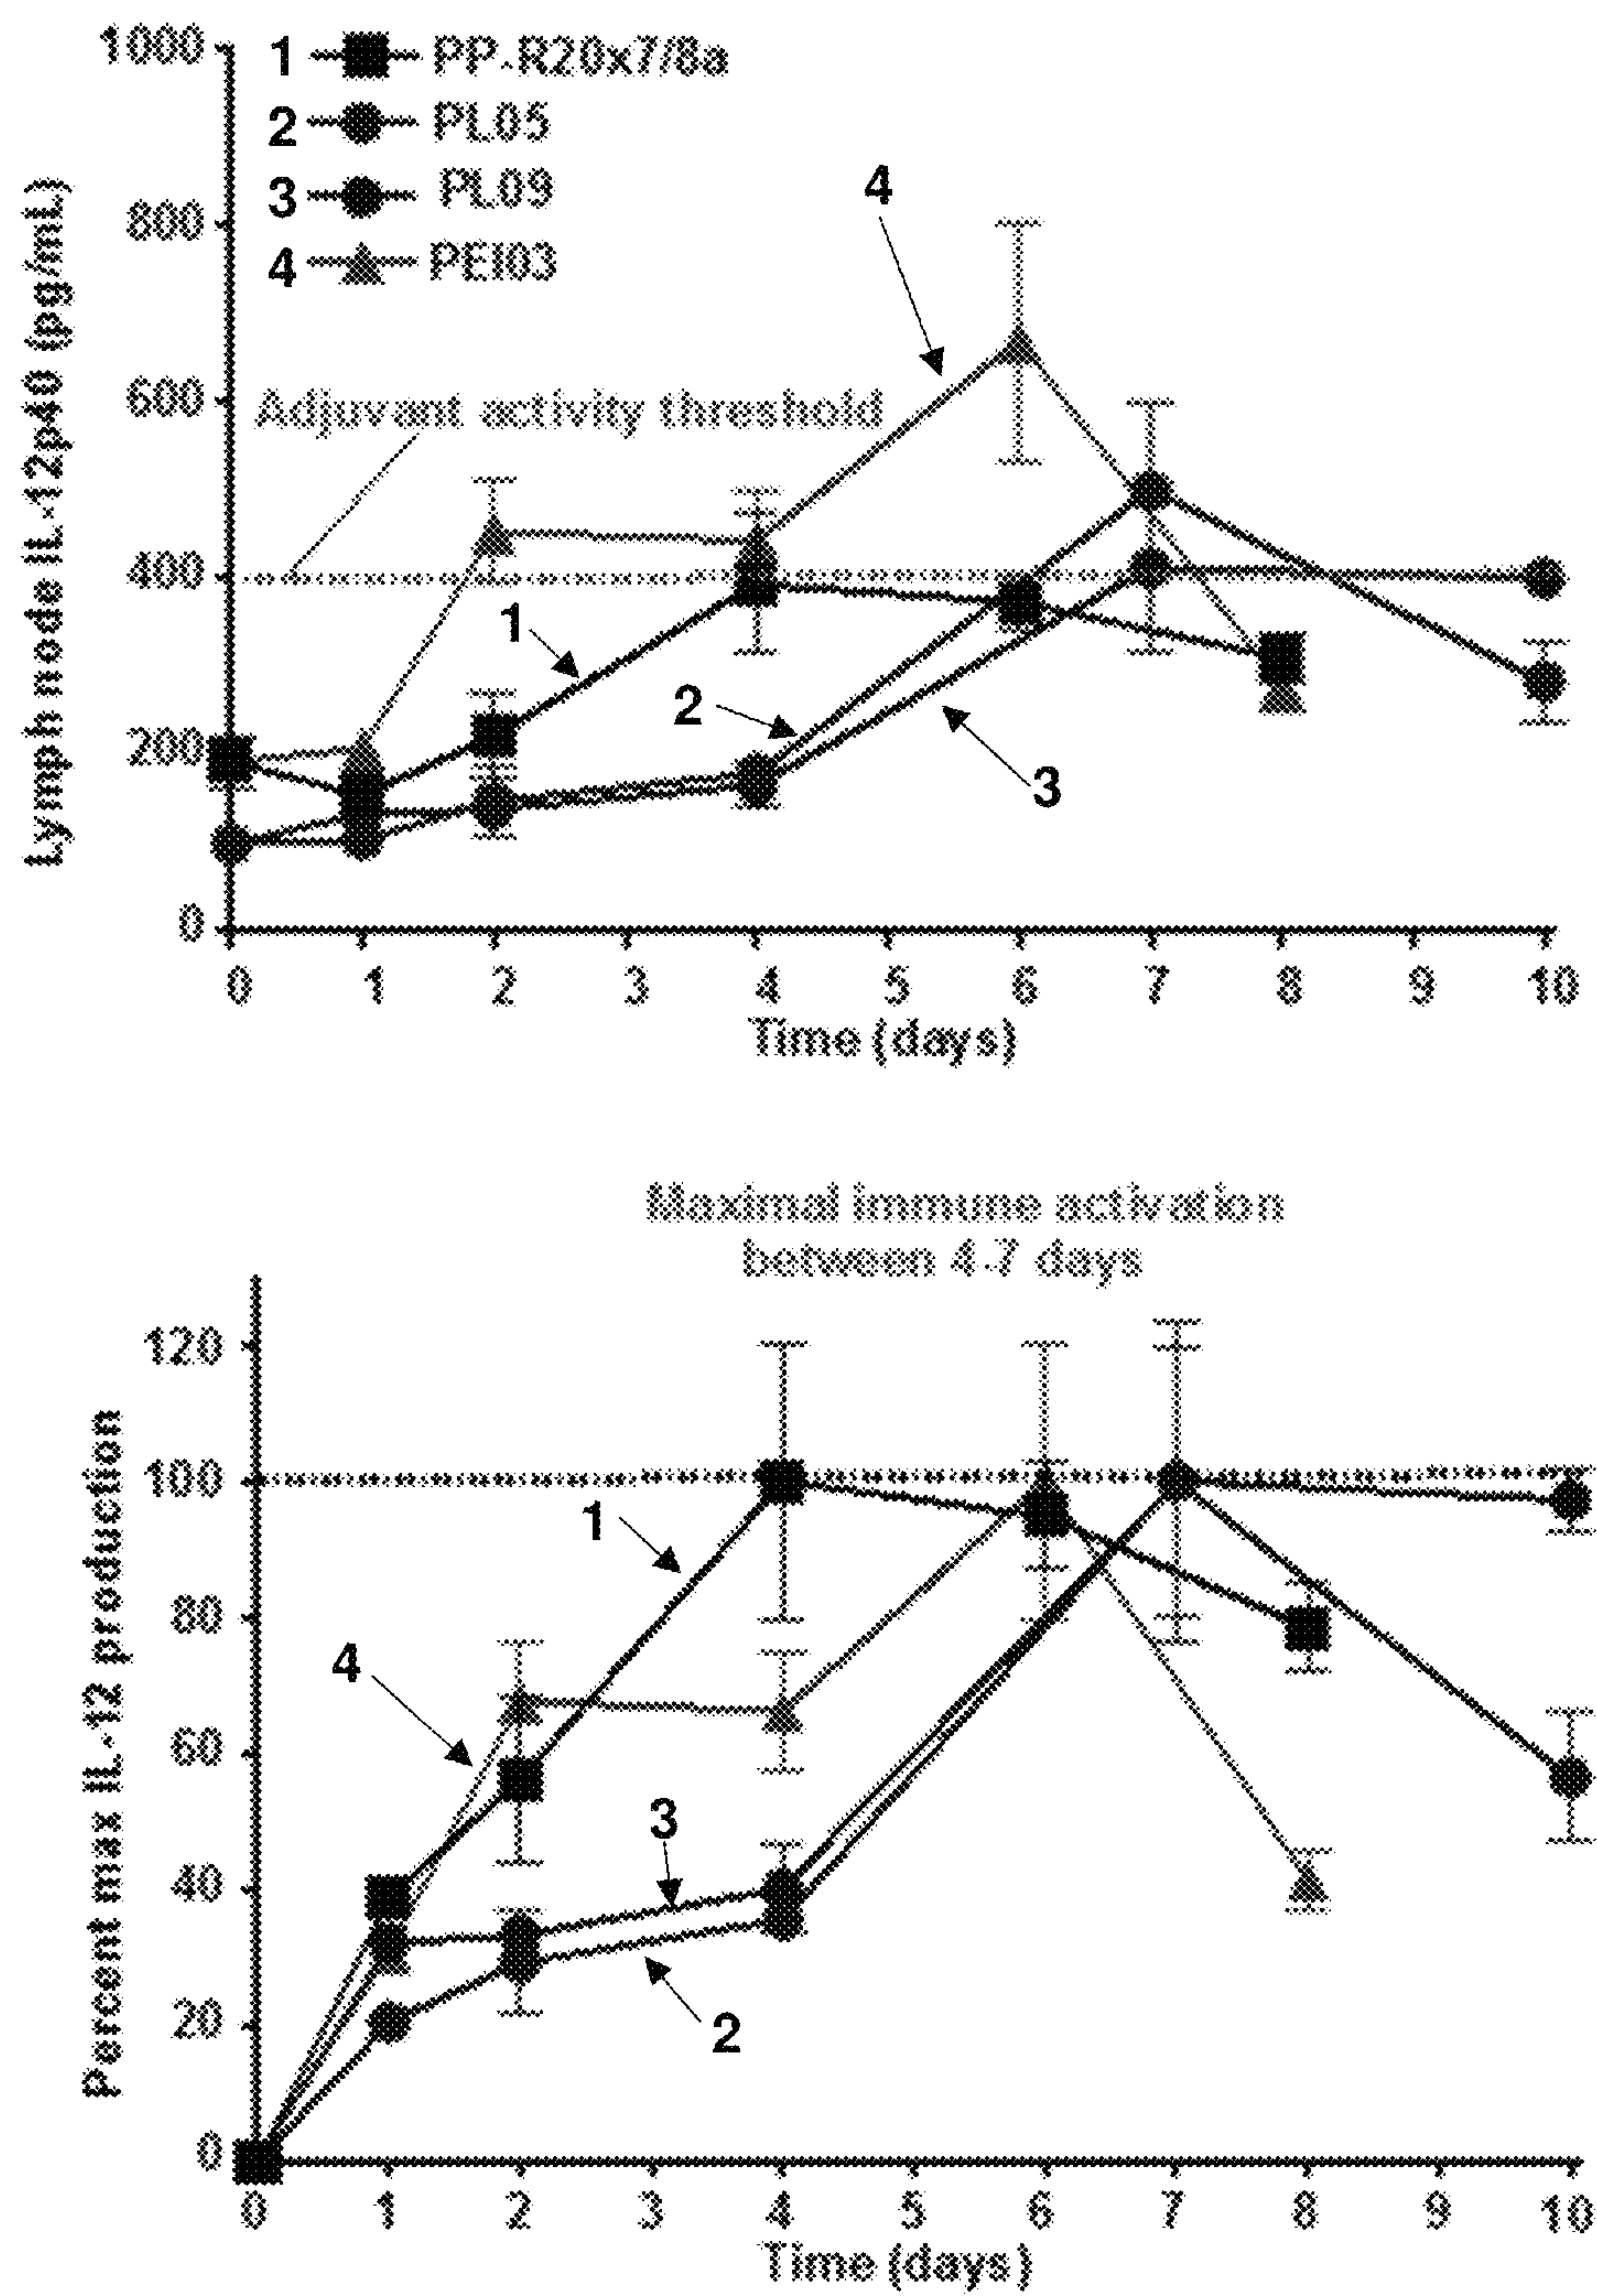 Lymph node IL-12p40 (pg/mL)
1000
800
600
400
200
0
1 PP-R20x7/8a
2 PL05
3 PL09
4 PEI03
Adjuvant activity threshold
4
1
2
3
0 1 2 3 4 5 6 7 8 9 10
Time (days)
Maximal immune activation
between 4-7 days
Percent max IL-12 production
120
100
80
60
40
20
0
1
4
3
2
0 1 2 3 4 5 6 7 8 9 10
Time (days)